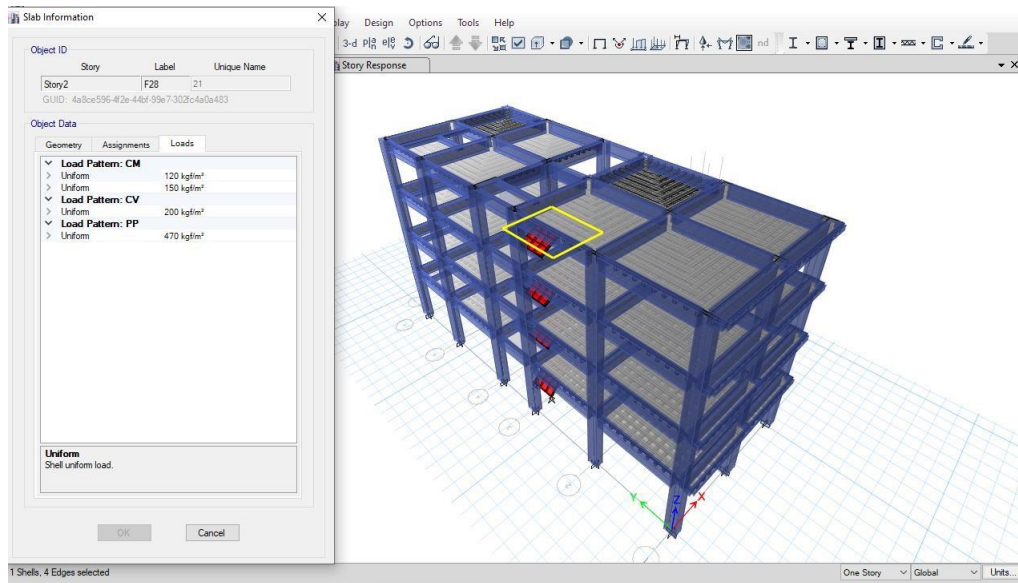 Slab Information
Object ID
Story Label Unique Name
Story2 F28 21
GUID: 4a8ce596-4f2e-44bf-99e7-302fc4a0a483
Object Data
Geometry Assignments Loads
Load Pattern: CM
Uniform 120 kgf/m²
Uniform 150 kgf/m²
Load Pattern: CV
Uniform 200 kgf/m²
Load Pattern: PP
Uniform 470 kgf/m²
Uniform
Shell uniform load.
OK Cancel
play Design Options Tools Help
3-d nd
Story Response
Y Z X
1 Shells, 4 Edges selected
One Story Global Units...